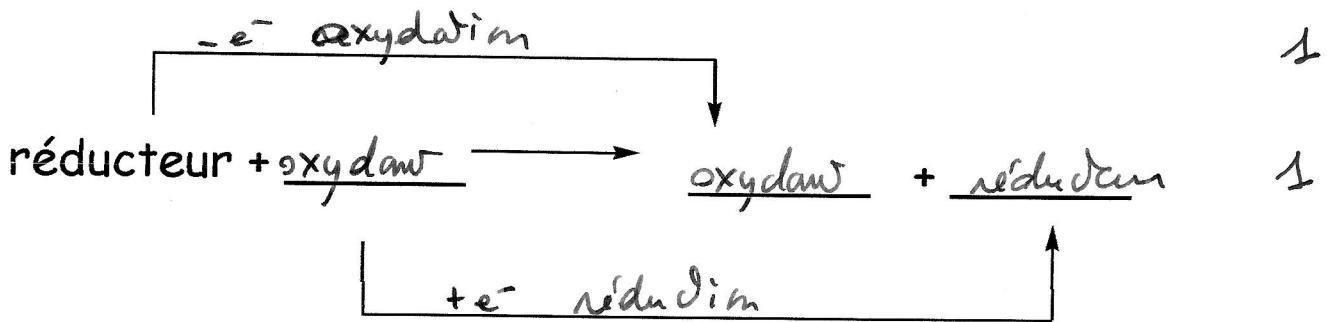 - e⁻ oxydation 1
réducteur + oxydant → oxydant + réducteur 1
+ e⁻ réduction